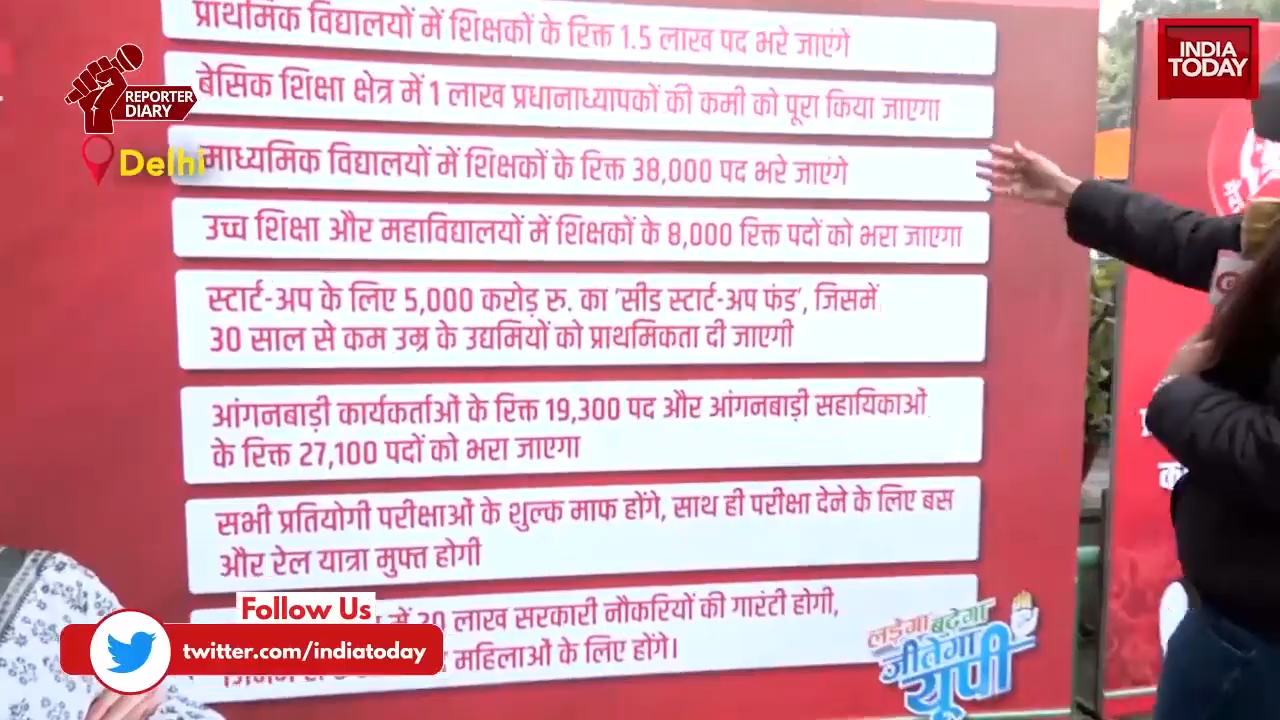 प्राथमिक विद्यालयों में शिक्षकों के रिक्त 1.5 लाख पद भरे जाएंगे
बेसिक शिक्षा क्षेत्र में 1 लाख प्रधानाध्यापकों की कमी को पूरा किया जाएगा
माध्यमिक विद्यालयों में शिक्षकों के रिक्त 38,000 पद भरे जाएंगे
उच्च शिक्षा और महाविद्यालयों में शिक्षकों के 8,000 रिक्त पदों को भरा जाएगा
स्टार्ट-अप के लिए 5,000 करोड़ रु. का 'सीड स्टार्ट-अप फंड', जिसमें
30 साल से कम उम्र के उद्यमियों को प्राथमिकता दी जाएगी
आंगनबाड़ी कार्यकर्ताओं के रिक्त 19,300 पद और आंगनबाड़ी सहायिकाओं
के रिक्त 27,100 पदों को भरा जाएगा
सभी प्रतियोगी परीक्षाओं के शुल्क माफ होंगे, साथ ही परीक्षा देने के लिए बस
और रेल यात्रा मुफ्त होगी
में 20 लाख सरकारी नौकरियों की गारंटी होगी,
महिलाओं के लिए होंगे।
लड़ेगा बढ़ेगा
जीतेगा
यूपी
REPORTER
DIARY
Delhi
INDIA
TODAY
Follow Us
twitter.com/indiatoday